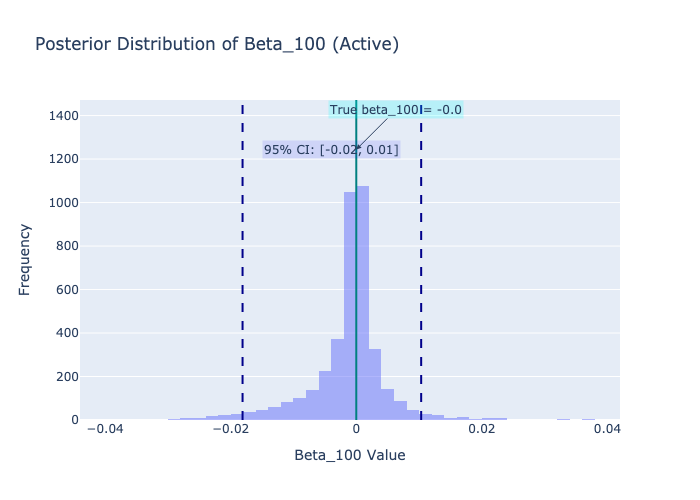 Posterior Distribution of Beta_100 (Active)
True beta_100 = -0.0
95% CI: [-0.02, 0.01]
1400
1200
1000
800
600
400
200
0
Frequency
−0.04
−0.02
0
0.02
0.04
Beta_100 Value